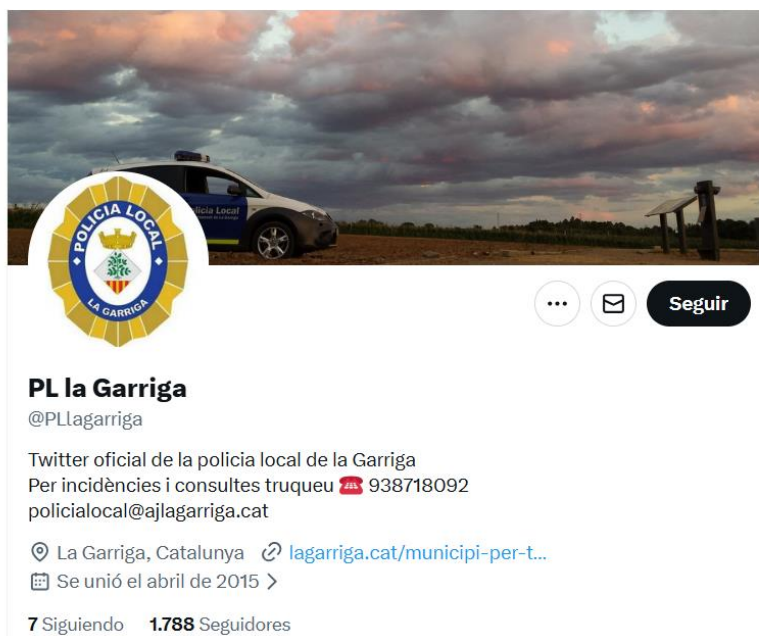 Policia Local
POLICIA LOCAL
LA GARRIGA
Seguir
PL la Garriga
@PLlagarriga
Twitter oficial de la policia local de la Garriga
Per incidències i consultes truqueu ☎️ 938718092
policialocal@ajlagarriga.cat
La Garriga, Catalunya lagarriga.cat/municipi-per-t...
Se unió el abril de 2015
7 Siguiendo 1.788 Seguidores